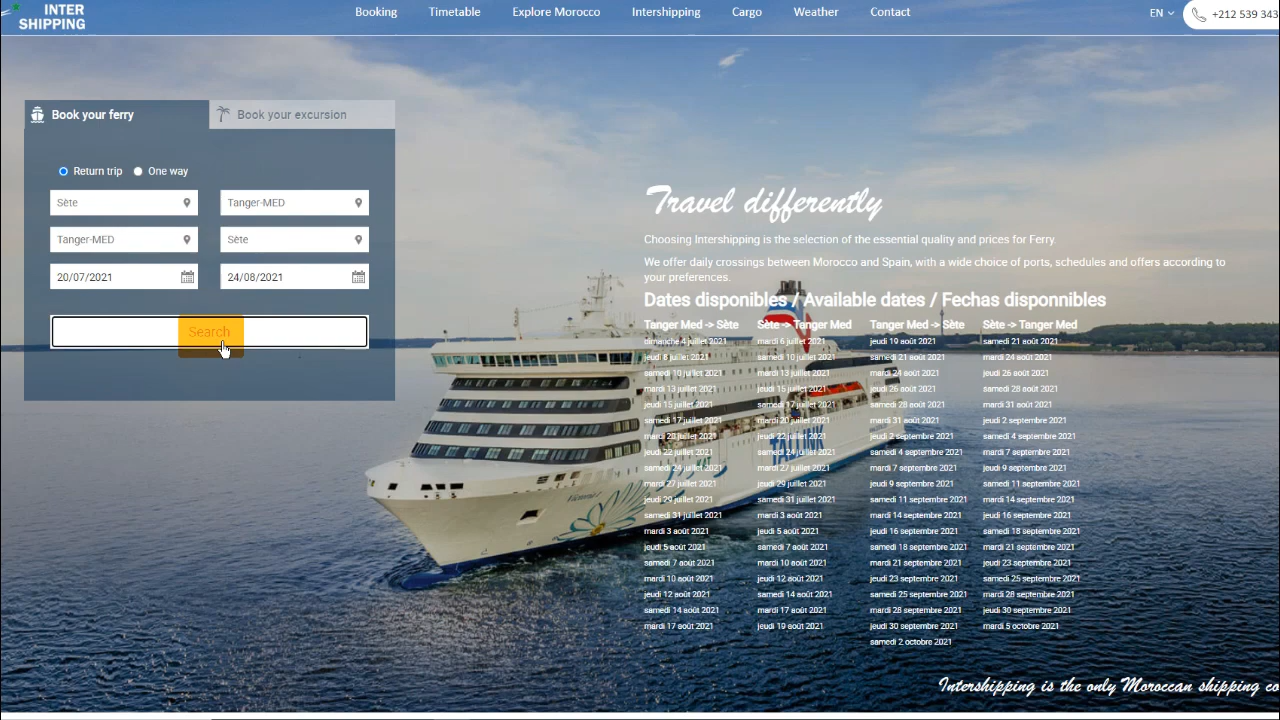 INTER
SHIPPING
Booking Timetable Explore Morocco Intershipping Cargo Weather Contact
EN
+212 539 343
Book your ferry
Book your excursion
Return trip One way
Sète Tanger-MED
Tanger-MED Sète
20/07/2021 24/08/2021
Search
Travel differently
Choosing Intershipping is the selection of the essential quality and prices for Ferry.
We offer daily crossings between Morocco and Spain, with a wide choice of ports, schedules and offers according to
your preferences.
Dates disponibles / Available dates / Fechas disponnibles
Tanger Med -> Sète Sète -> Tanger Med Tanger Med -> Sète Sète -> Tanger Med
dimanche 4 juillet 2021 mardi 6 juillet 2021 jeudi 19 août 2021 samedi 21 août 2021
jeudi 8 juillet 2021 samedi 10 juillet 2021 samedi 21 août 2021 mardi 24 août 2021
samedi 10 juillet 2021 mardi 13 juillet 2021 mardi 24 août 2021 jeudi 26 août 2021
mardi 13 juillet 2021 jeudi 15 juillet 2021 jeudi 26 août 2021 samedi 28 août 2021
jeudi 15 juillet 2021 samedi 17 juillet 2021 samedi 28 août 2021 mardi 31 août 2021
samedi 17 juillet 2021 mardi 20 juillet 2021 mardi 31 août 2021 jeudi 2 septembre 2021
mardi 20 juillet 2021 jeudi 22 juillet 2021 jeudi 2 septembre 2021 samedi 4 septembre 2021
jeudi 22 juillet 2021 samedi 24 juillet 2021 samedi 4 septembre 2021 mardi 7 septembre 2021
samedi 24 juillet 2021 mardi 27 juillet 2021 mardi 7 septembre 2021 jeudi 9 septembre 2021
mardi 27 juillet 2021 jeudi 29 juillet 2021 jeudi 9 septembre 2021 samedi 11 septembre 2021
jeudi 29 juillet 2021 samedi 31 juillet 2021 samedi 11 septembre 2021 mardi 14 septembre 2021
samedi 31 juillet 2021 mardi 3 août 2021 mardi 14 septembre 2021 jeudi 16 septembre 2021
mardi 3 août 2021 jeudi 5 août 2021 jeudi 16 septembre 2021 samedi 18 septembre 2021
jeudi 5 août 2021 samedi 7 août 2021 samedi 18 septembre 2021 mardi 21 septembre 2021
samedi 7 août 2021 mardi 10 août 2021 mardi 21 septembre 2021 jeudi 23 septembre 2021
mardi 10 août 2021 jeudi 12 août 2021 jeudi 23 septembre 2021 samedi 25 septembre 2021
jeudi 12 août 2021 samedi 14 août 2021 samedi 25 septembre 2021 mardi 28 septembre 2021
samedi 14 août 2021 mardi 17 août 2021 mardi 28 septembre 2021 jeudi 30 septembre 2021
mardi 17 août 2021 jeudi 19 août 2021 jeudi 30 septembre 2021 mardi 5 octobre 2021
samedi 2 octobre 2021
TALLINK
Intershipping is the only Moroccan shipping co